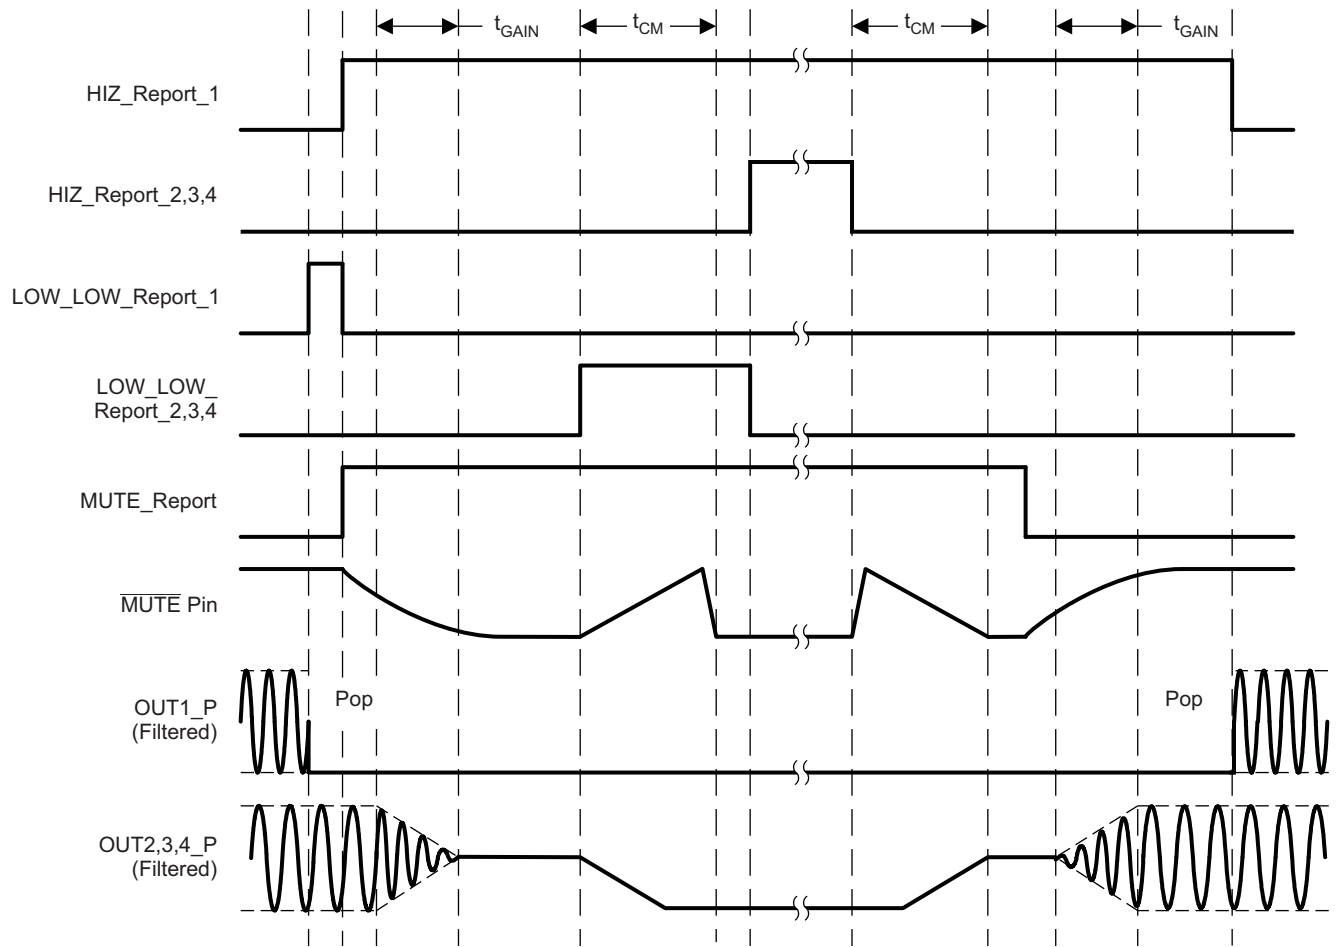 t_GAIN
t_CM
t_CM
t_GAIN
HIZ_Report_1
HIZ_Report_2,3,4
LOW_LOW_Report_1
LOW_LOW_
Report_2,3,4
MUTE_Report
MUTE Pin
OUT1_P
(Filtered)
Pop
Pop
OUT2,3,4_P
(Filtered)